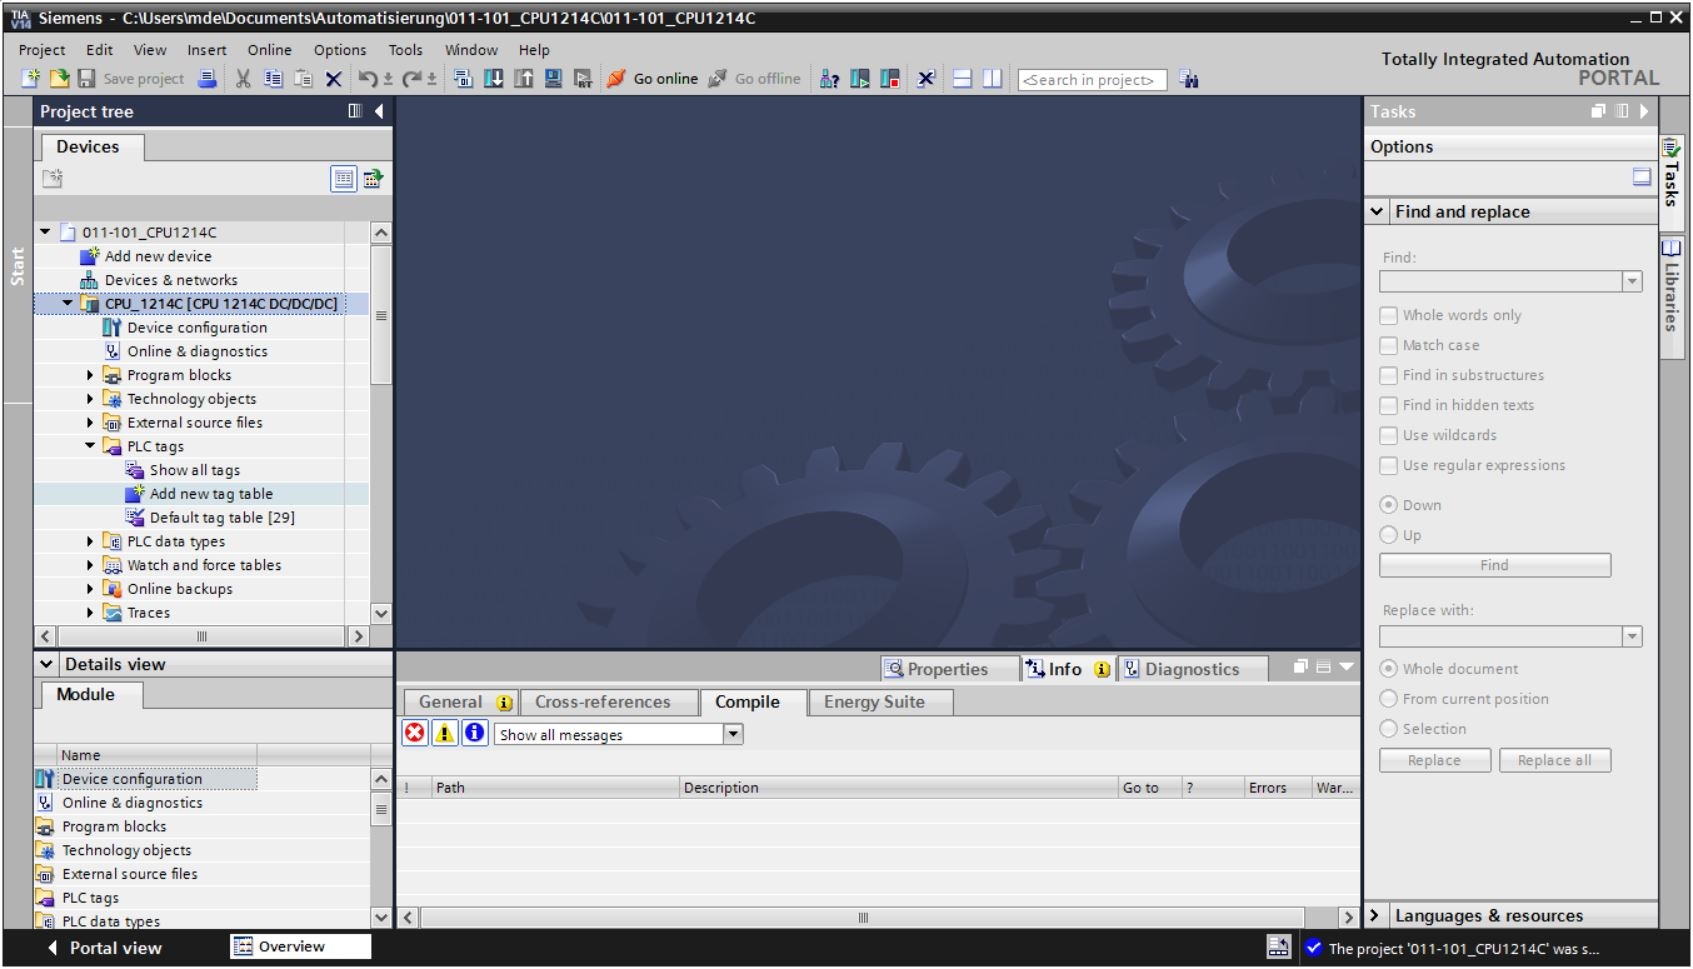 TIA V14 Siemens - C:\Users\mde\Documents\Automatisierung\011-101_CPU1214C\011-101_CPU1214C
Project Edit View Insert Online Options Tools Window Help
Totally Integrated Automation
PORTAL
Save project Go online Go offline <Search in project>
Start
Project tree
Devices
011-101_CPU1214C
Add new device
Devices & networks
CPU_1214C [CPU 1214C DC/DC/DC]
Device configuration
Online & diagnostics
Program blocks
Technology objects
External source files
PLC tags
Show all tags
Add new tag table
Default tag table [29]
PLC data types
Watch and force tables
Online backups
Traces
Details view
Module
Name
Device configuration
Online & diagnostics
Program blocks
Technology objects
External source files
PLC tags
PLC data types
Properties Info Diagnostics
General Cross-references Compile Energy Suite
Show all messages
! Path Description Go to ? Errors War...
Tasks
Options
Find and replace
Find:
Whole words only
Match case
Find in substructures
Find in hidden texts
Use wildcards
Use regular expressions
Down
Up
Find
Replace with:
Whole document
From current position
Selection
Replace Replace all
Languages & resources
Tasks
Libraries
Portal view Overview The project '011-101_CPU1214C' was s...